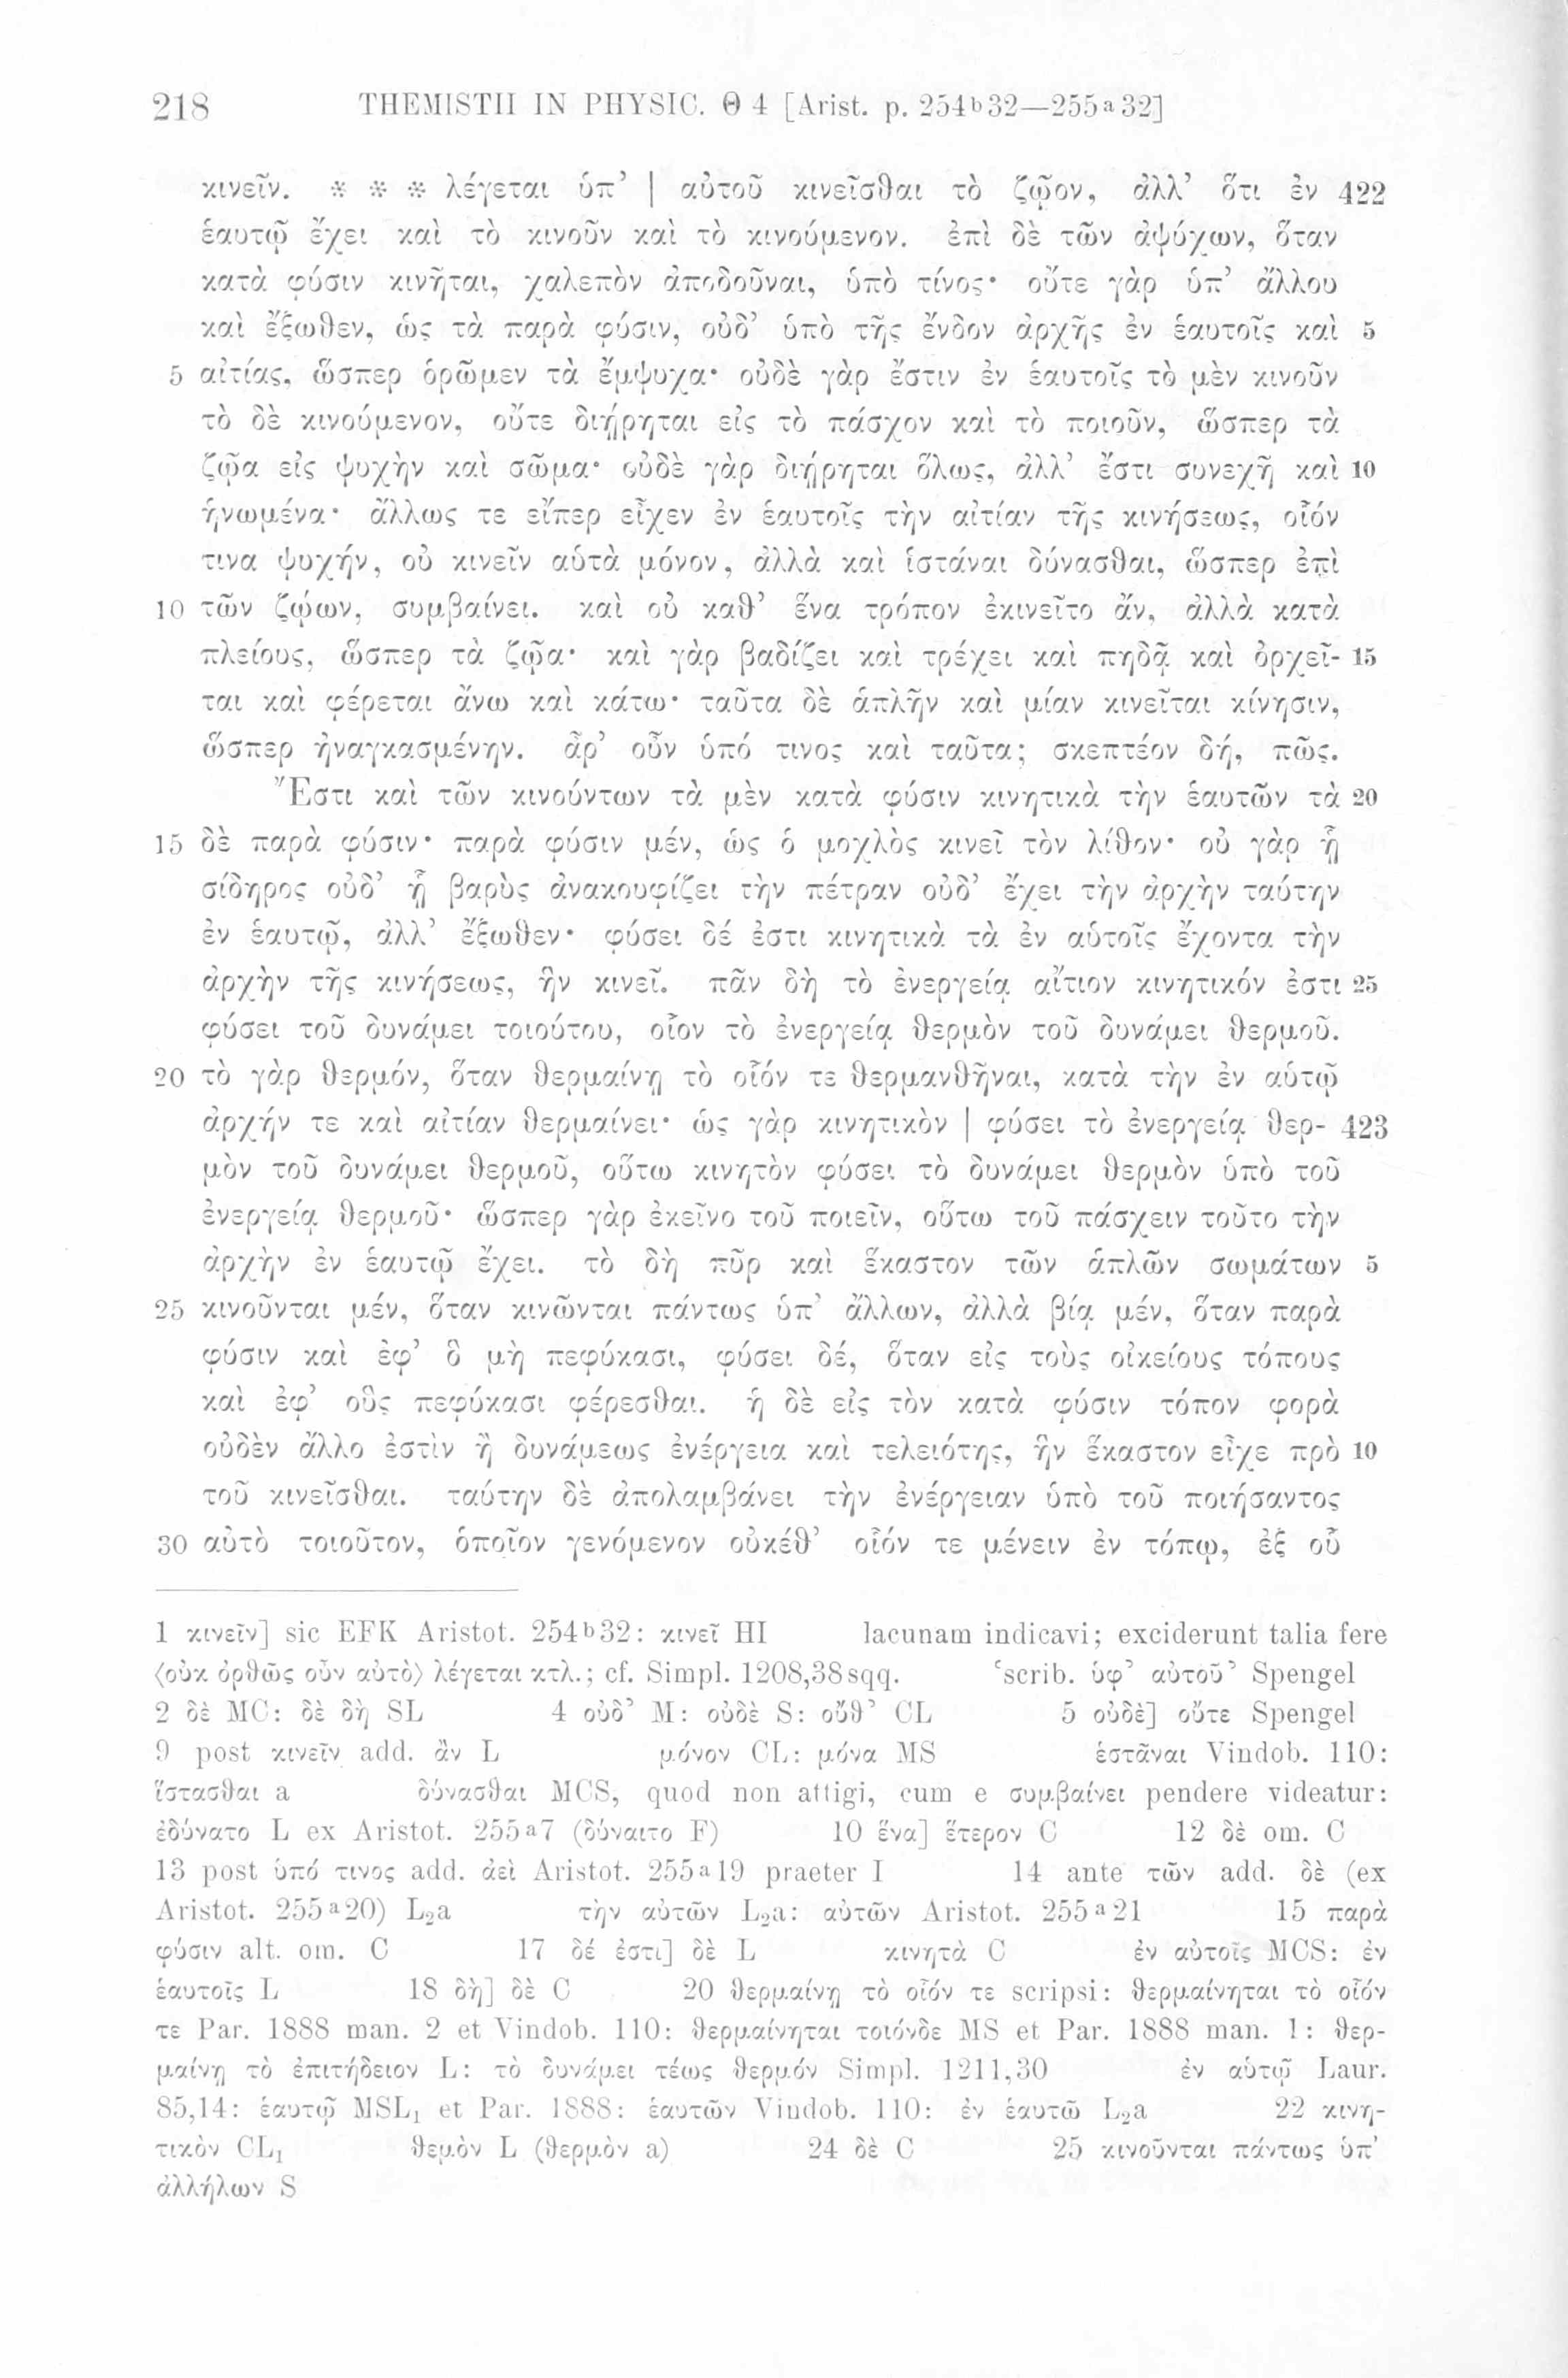 218 THEMISTII IN PHYSIC. Θ 4 [Arist. p. 254ᵇ32—255ᵃ32]
κινεῖν. * * * λέγεται ὑπ’ | αὐτοῦ κινεῖσθαι τὸ ζῷον, ἀλλ’ ὅτι ἐν 422
ἑαυτῷ ἔχει καὶ τὸ κινοῦν καὶ τὸ κινούμενον. ἐπὶ δὲ τῶν ἀψύχων, ὅταν
κατὰ φύσιν κινῆται, χαλεπὸν ἀποδοῦναι, ὑπὸ τίνος· οὔτε γὰρ ὑπ’ ἄλλου
καὶ ἔξωθεν, ὡς τὰ παρὰ φύσιν, οὐδ’ ὑπὸ τῆς ἔνδον ἀρχῆς ἐν ἑαυτοῖς καὶ 5
5 αἰτίας, ὥσπερ ὁρῶμεν τὰ ἔμψυχα· οὐδὲ γὰρ ἔστιν ἐν ἑαυτοῖς τὸ μὲν κινοῦν
τὸ δὲ κινούμενον, οὔτε διῄρηται εἰς τὸ πάσχον καὶ τὸ ποιοῦν, ὥσπερ τὰ
ζῷα εἰς ψυχὴν καὶ σῶμα· οὐδὲ γὰρ διῄρηται ὅλως, ἀλλ’ ἔστι συνεχῆ καὶ 10
ἡνωμένα· ἄλλως τε εἴπερ εἶχεν ἐν ἑαυτοῖς τὴν αἰτίαν τῆς κινήσεως, οἷόν
τινα ψυχήν, οὐ κινεῖν αὑτὰ μόνον, ἀλλὰ καὶ ἱστάναι δύνασθαι, ὥσπερ ἐπὶ
10 τῶν ζῴων, συμβαίνει. καὶ οὐ καθ’ ἕνα τρόπον ἐκινεῖτο ἄν, ἀλλὰ κατὰ
πλείους, ὥσπερ τὰ ζῷα· καὶ γὰρ βαδίζει καὶ τρέχει καὶ πηδᾷ καὶ ὀρχεῖ- 15
ται καὶ φέρεται ἄνω καὶ κάτω· ταῦτα δὲ ἁπλῆν καὶ μίαν κινεῖται κίνησιν,
ὥσπερ ἠναγκασμένην. ἆρ’ οὖν ὑπό τινος καὶ ταῦτα; σκεπτέον δή, πῶς.
Ἔστι καὶ τῶν κινούντων τὰ μὲν κατὰ φύσιν κινητικὰ τὴν ἑαυτῶν τὰ 20
15 δὲ παρὰ φύσιν· παρὰ φύσιν μέν, ὡς ὁ μοχλὸς κινεῖ τὸν λίθον· οὐ γὰρ ᾗ
σίδηρος οὐδ’ ᾗ βαρὺς ἀνακουφίζει τὴν πέτραν οὐδ’ ἔχει τὴν ἀρχὴν ταύτην
ἐν ἑαυτῷ, ἀλλ’ ἔξωθεν· φύσει δέ ἐστι κινητικὰ τὰ ἐν αὑτοῖς ἔχοντα τὴν
ἀρχὴν τῆς κινήσεως, ἣν κινεῖ. πᾶν δὴ τὸ ἐνεργείᾳ αἴτιον κινητικόν ἐστι 25
φύσει τοῦ δυνάμει τοιούτου, οἷον τὸ ἐνεργείᾳ θερμὸν τοῦ δυνάμει θερμοῦ.
20 τὸ γὰρ θερμόν, ὅταν θερμαίνῃ τὸ οἷόν τε θερμανθῆναι, κατὰ τὴν ἐν αὑτῷ
ἀρχήν τε καὶ αἰτίαν θερμαίνει· ὡς γὰρ κινητικὸν | φύσει τὸ ἐνεργείᾳ θερ- 423
μὸν τοῦ δυνάμει θερμοῦ, οὕτω κινητὸν φύσει τὸ δυνάμει θερμὸν ὑπὸ τοῦ
ἐνεργείᾳ θερμοῦ· ὥσπερ γὰρ ἐκεῖνο τοῦ ποιεῖν, οὕτω τοῦ πάσχειν τοῦτο τὴν
ἀρχὴν ἐν ἑαυτῷ ἔχει. τὸ δὴ πῦρ καὶ ἕκαστον τῶν ἁπλῶν σωμάτων 5
25 κινοῦνται μέν, ὅταν κινῶνται πάντως ὑπ’ ἄλλων, ἀλλὰ βίᾳ μέν, ὅταν παρὰ
φύσιν καὶ ἐφ’ ὃ μὴ πεφύκασι, φύσει δέ, ὅταν εἰς τοὺς οἰκείους τόπους
καὶ ἐφ’ οὓς πεφύκασι φέρεσθαι. ἡ δὲ εἰς τὸν κατὰ φύσιν τόπον φορὰ
οὐδὲν ἄλλο ἐστὶν ἢ δυνάμεως ἐνέργεια καὶ τελειότης, ἣν ἕκαστον εἶχε πρὸ 10
τοῦ κινεῖσθαι. ταύτην δὲ ἀπολαμβάνει τὴν ἐνέργειαν ὑπὸ τοῦ ποιήσαντος
30 αὐτὸ τοιοῦτον, ὁποῖον γενόμενον οὐκέθ’ οἷόν τε μένειν ἐν τόπῳ, ἐξ οὗ
1 κινεῖν] sic EFK Aristot. 254ᵇ32: κινεῖ HI lacunam indicavi; exciderunt talia fere
⟨οὐκ ὀρθῶς οὖν αὐτὸ⟩ λέγεται κτλ.; cf. Simpl. 1208,38 sqq. ‘scrib. ὑφ’ αὑτοῦ’ Spengel
2 δὲ MC: δὲ δὴ SL 4 οὐδ’ M: οὐδὲ S: οὔθ’ CL 5 οὐδὲ] οὔτε Spengel
9 post κινεῖν add. ἂν L μόνον CL: μόνα MS ἑστᾶναι Vindob. 110:
ἵστασθαι a δύνασθαι MCS, quod non attigi, cum e συμβαίνει pendere videatur:
ἐδύνατο L ex Aristot. 255ᵃ7 (δύναιτο F) 10 ἕνα] ἕτερον C 12 δὲ om. C
13 post ὑπό τινος add. ἀεὶ Aristot. 255ᵃ19 praeter I 14 ante τῶν add. δὲ (ex
Aristot. 255ᵃ20) L₂a τὴν αὐτῶν L₂a: αὐτῶν Aristot. 255ᵃ21 15 παρὰ
φύσιν alt. om. C 17 δέ ἐστι] δὲ L κινητὰ C ἐν αὐτοῖς MCS: ἐν
ἑαυτοῖς L 18 δὴ] δὲ C 20 θερμαίνῃ τὸ οἷόν τε scripsi: θερμαίνηται τὸ οἷόν
τε Par. 1888 man. 2 et Vindob. 110: θερμαίνηται τοιόνδε MS et Par. 1888 man. 1: θερ-
μαίνῃ τὸ ἐπιτήδειον L: τὸ δυνάμει τέως θερμόν Simpl. 1211,30 ἐν αὑτῷ Laur.
85,14: ἑαυτῷ MSL₁ et Par. 1888: ἑαυτῶν Vindob. 110: ἐν ἑαυτῶ L₂a 22 κινη-
τικὸν CL₁ θεμὸν L (θερμὸν a) 24 δὲ C 25 κινοῦνται πάντως ὑπ’
ἀλλήλων S